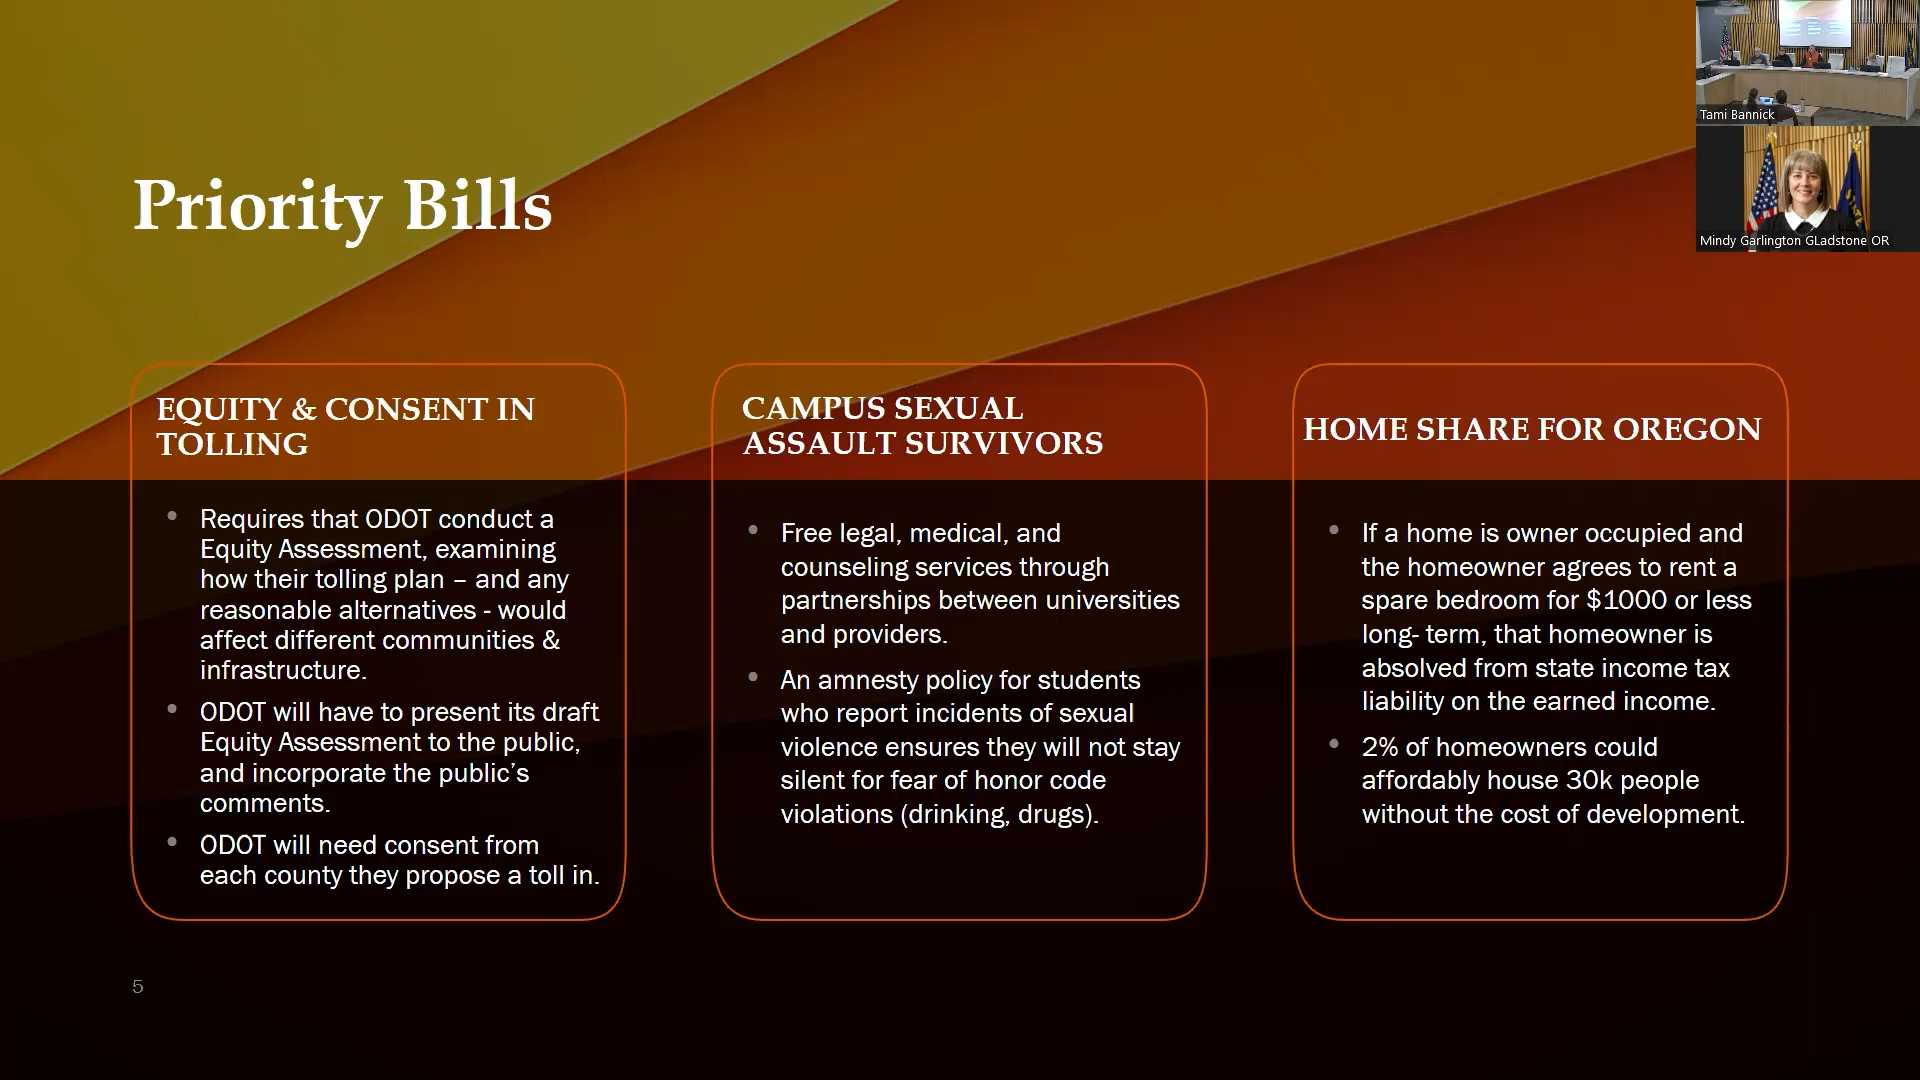 Priority Bills
EQUITY & CONSENT IN
TOLLING
• Requires that ODOT conduct a
Equity Assessment, examining
how their tolling plan – and any
reasonable alternatives - would
affect different communities &
infrastructure.
• ODOT will have to present its draft
Equity Assessment to the public,
and incorporate the public’s
comments.
• ODOT will need consent from
each county they propose a toll in.
CAMPUS SEXUAL
ASSAULT SURVIVORS
• Free legal, medical, and
counseling services through
partnerships between universities
and providers.
• An amnesty policy for students
who report incidents of sexual
violence ensures they will not stay
silent for fear of honor code
violations (drinking, drugs).
HOME SHARE FOR OREGON
• If a home is owner occupied and
the homeowner agrees to rent a
spare bedroom for $1000 or less
long- term, that homeowner is
absolved from state income tax
liability on the earned income.
• 2% of homeowners could
affordably house 30k people
without the cost of development.
5
Tami Bannick
Mindy Garlington GLadstone OR